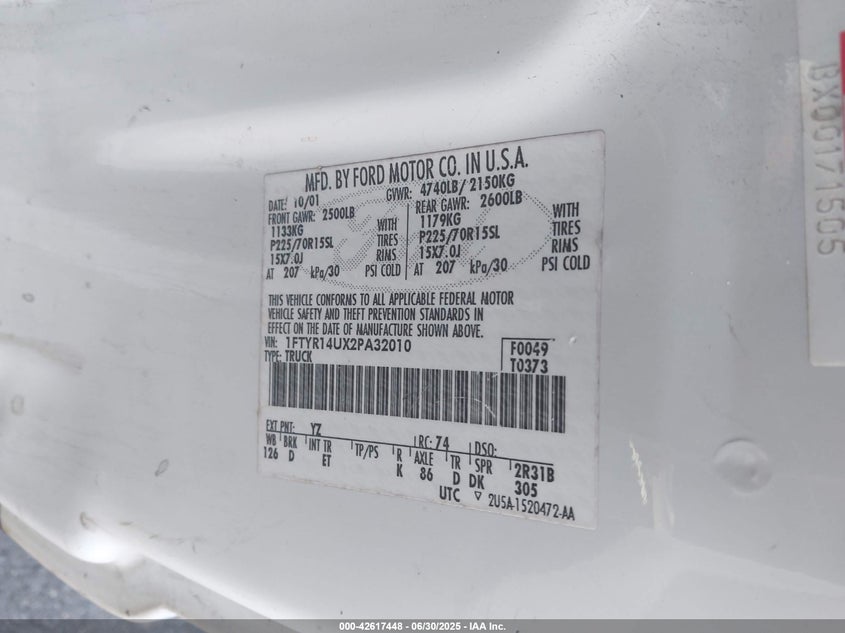 MFD. BY FORD MOTOR CO. IN U.S.A.
DATE: 10/01 GVWR: 4740LB/ 2150KG
FRONT GAWR: 2500LB REAR GAWR: 2600LB
1133KG WITH 1179KG WITH
P225/70R15SL TIRES P225/70R15SL TIRES
15X7.0J RIMS 15X7.0J RIMS
AT 207 kPa/30 PSI COLD AT 207 kPa/30 PSI COLD
THIS VEHICLE CONFORMS TO ALL APPLICABLE FEDERAL MOTOR
VEHICLE SAFETY AND THEFT PREVENTION STANDARDS IN
EFFECT ON THE DATE OF MANUFACTURE SHOWN ABOVE.
VIN: 1FTYR14UX2PA32010 F0049
TYPE: TRUCK T0373
EXT PNT: YZ RC: 74 DSO:
WB BRK INT TR TP/PS R AXLE TR SPR 2R31B
126 D ET K 86 D DK 305
UTC 2U5A-1520472-AA
BX00171505
000-42617448 - 06/30/2025 - IAA Inc.